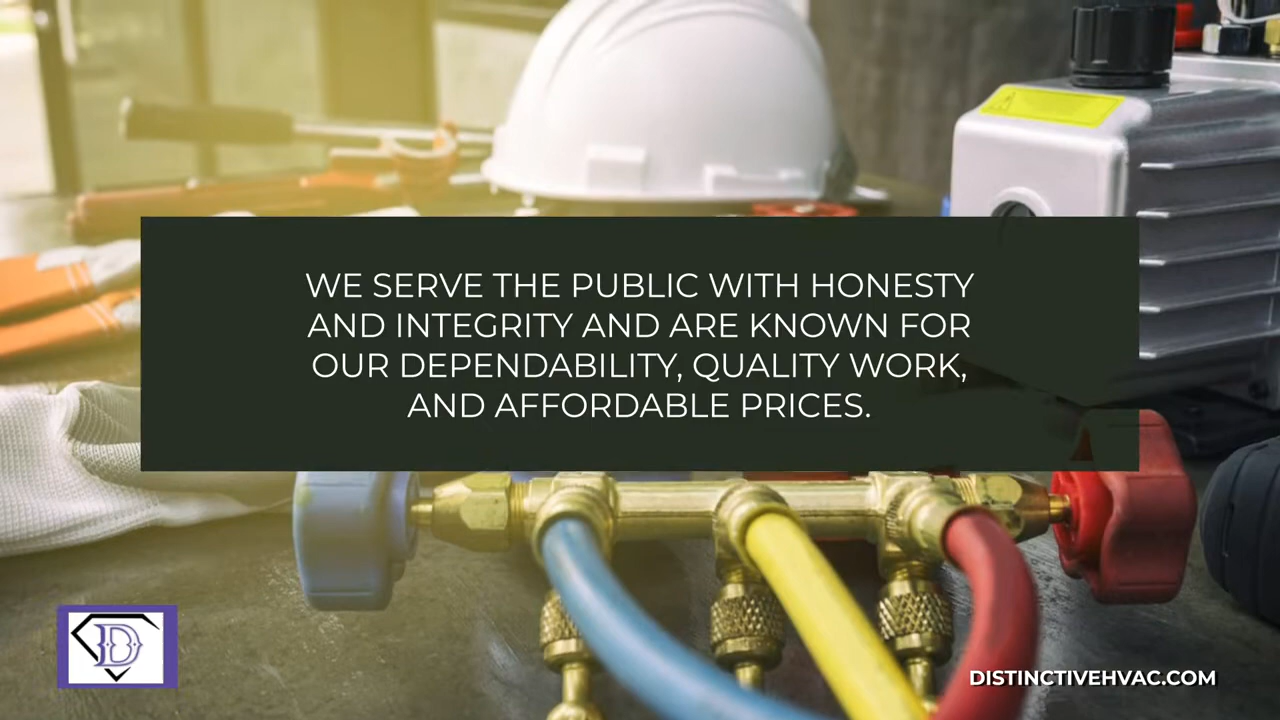 WE SERVE THE PUBLIC WITH HONESTY
AND INTEGRITY AND ARE KNOWN FOR
OUR DEPENDABILITY, QUALITY WORK,
AND AFFORDABLE PRICES.
D
DISTINCTIVEHVAC.COM